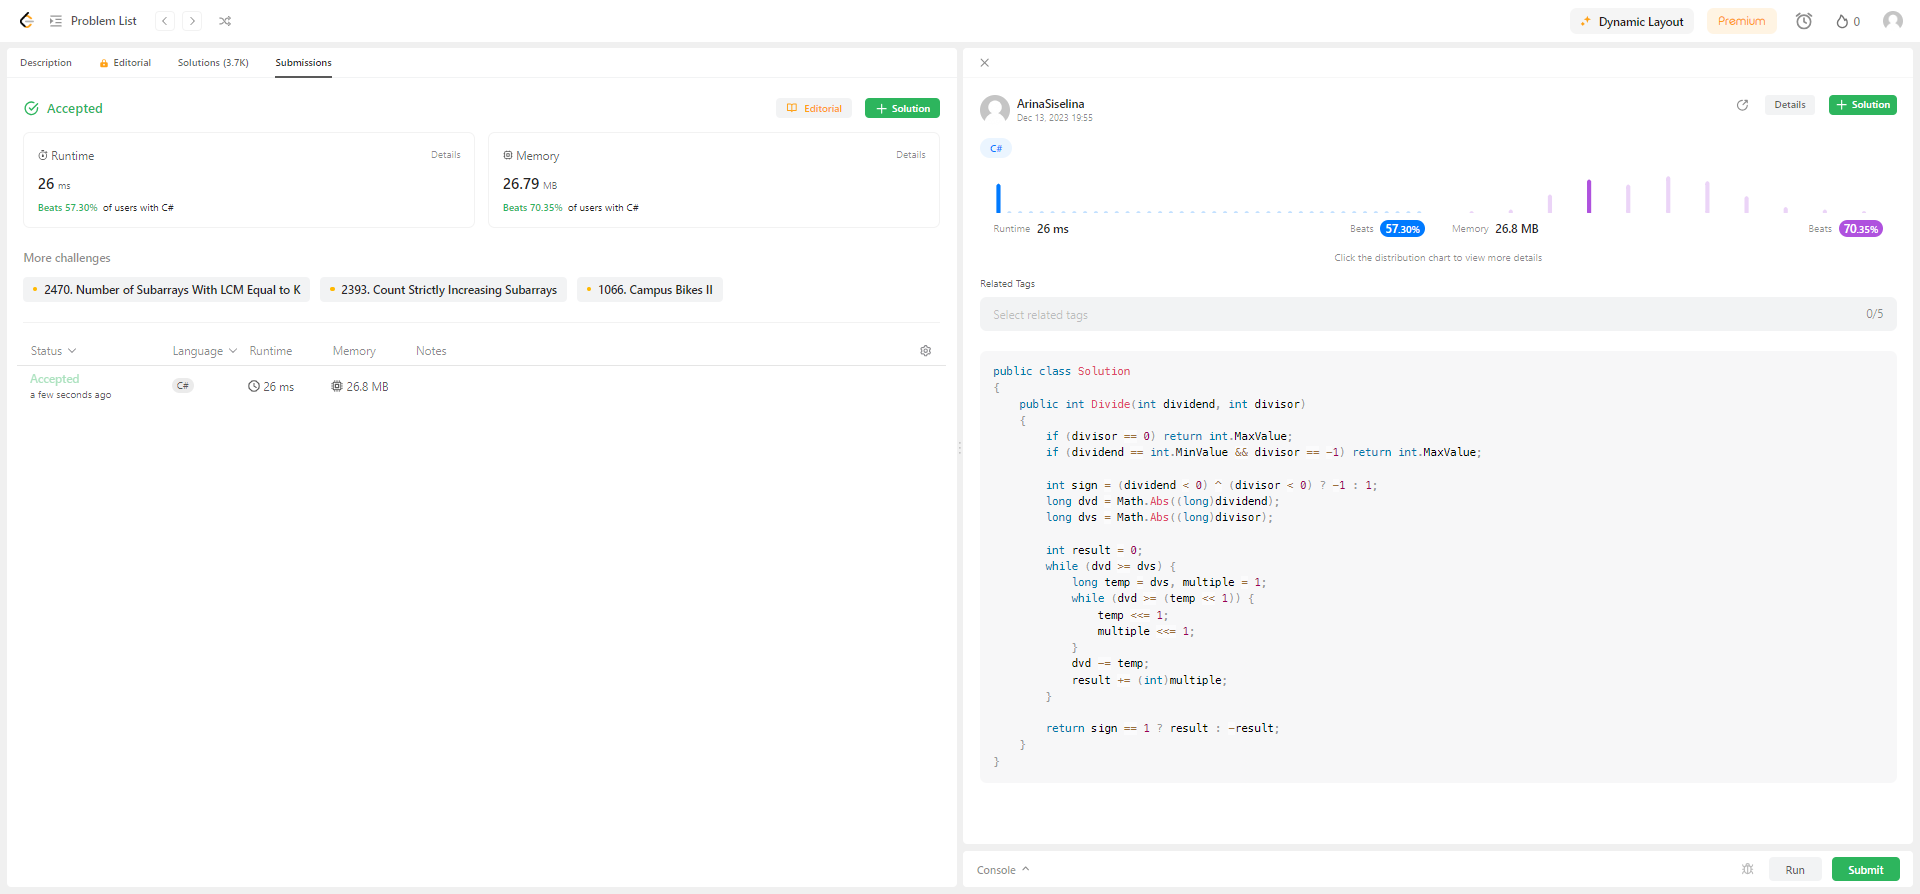 Problem List
Dynamic Layout
Premium
0
Description
Editorial
Solutions (3.7K)
Submissions
Accepted
Editorial
+ Solution
Runtime
Details
26 ms
Beats 57.30% of users with C#
Memory
Details
26.79 MB
Beats 70.35% of users with C#
More challenges
2470. Number of Subarrays With LCM Equal to K
2393. Count Strictly Increasing Subarrays
1066. Campus Bikes II
Status Language Runtime Memory Notes
Accepted
a few seconds ago
C#
26 ms
26.8 MB
ArinaSiselina
Dec 13, 2023 19:55
Details
+ Solution
C#
Runtime 26 ms
Beats 57.30%
Memory 26.8 MB
Beats 70.35%
Click the distribution chart to view more details
Related Tags
Select related tags
0/5
public class Solution
{
    public int Divide(int dividend, int divisor)
    {
        if (divisor == 0) return int.MaxValue;
        if (dividend == int.MinValue && divisor == -1) return int.MaxValue;
        int sign = (dividend < 0) ^ (divisor < 0) ? -1 : 1;
        long dvd = Math.Abs((long)dividend);
        long dvs = Math.Abs((long)divisor);
        int result = 0;
        while (dvd >= dvs) {
            long temp = dvs, multiple = 1;
            while (dvd >= (temp << 1)) {
                temp <<= 1;
                multiple <<= 1;
            }
            dvd -= temp;
            result += (int)multiple;
        }
        return sign == 1 ? result : -result;
    }
}
Console
Run
Submit